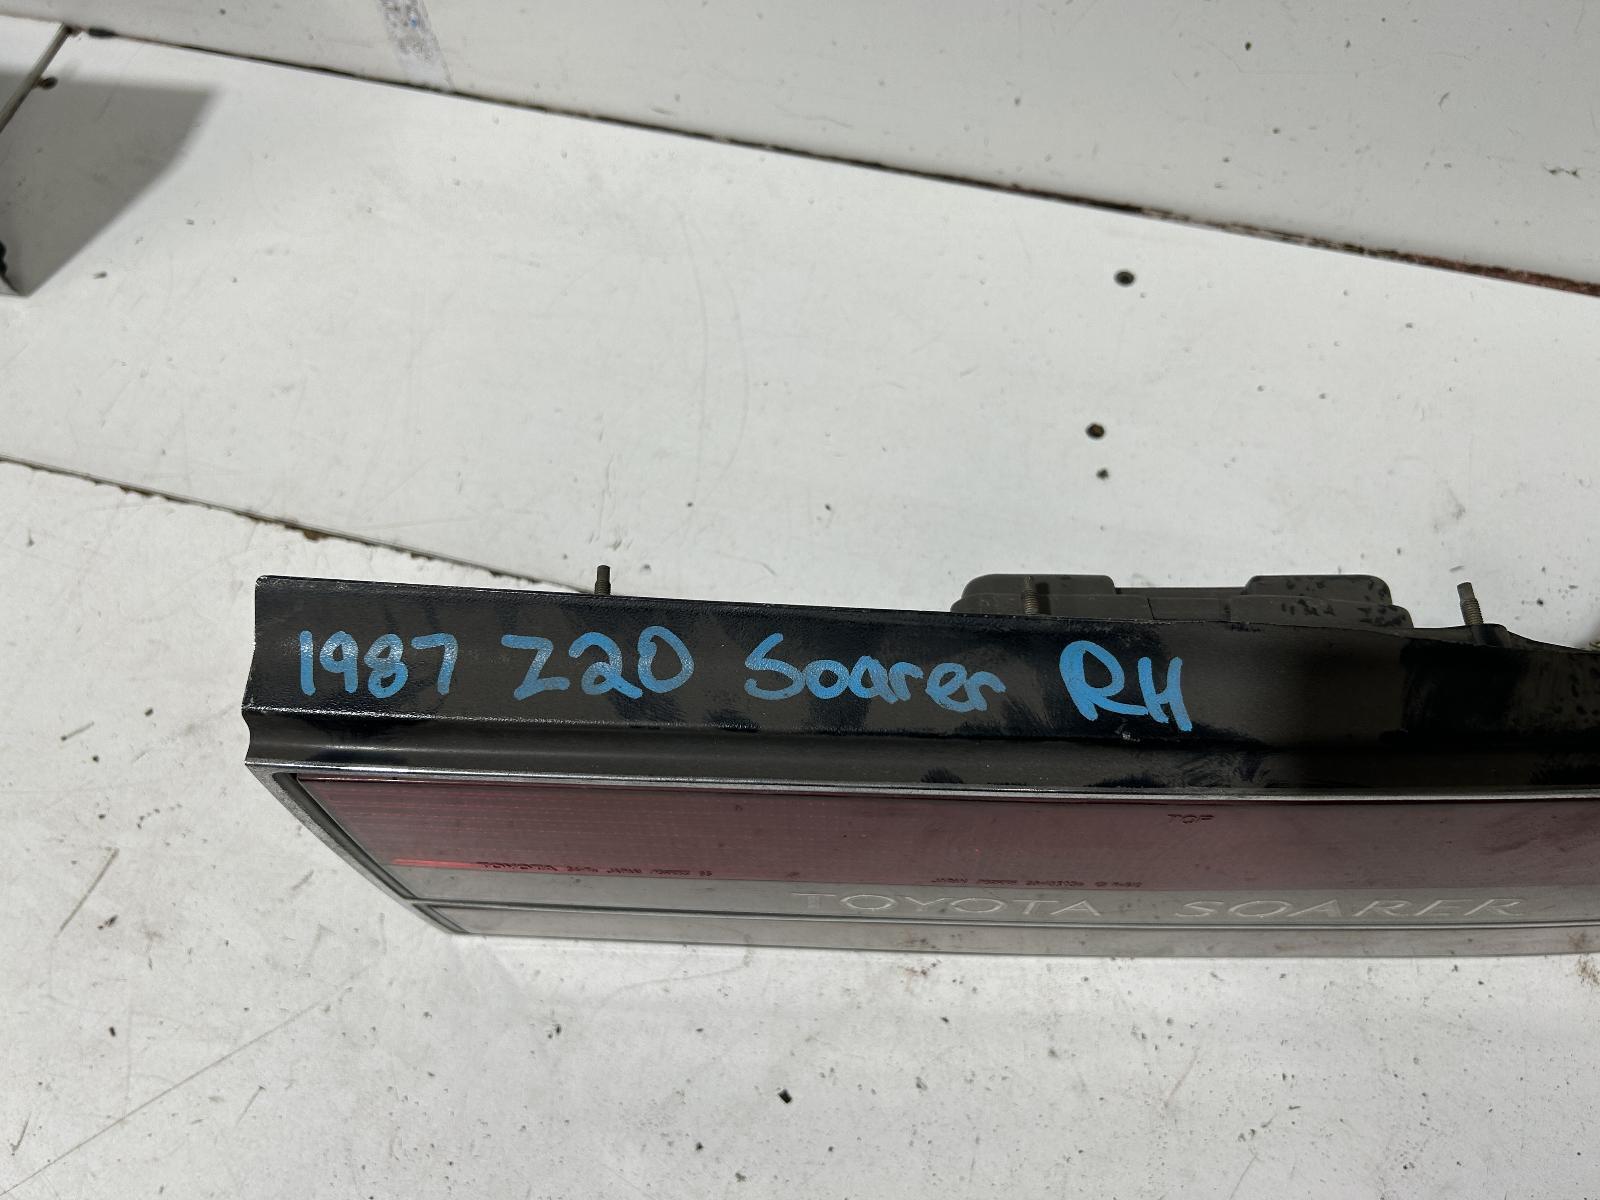 1987 Z20 Soarer RH
TOP
TOYOTA
TOYOTA SOARER